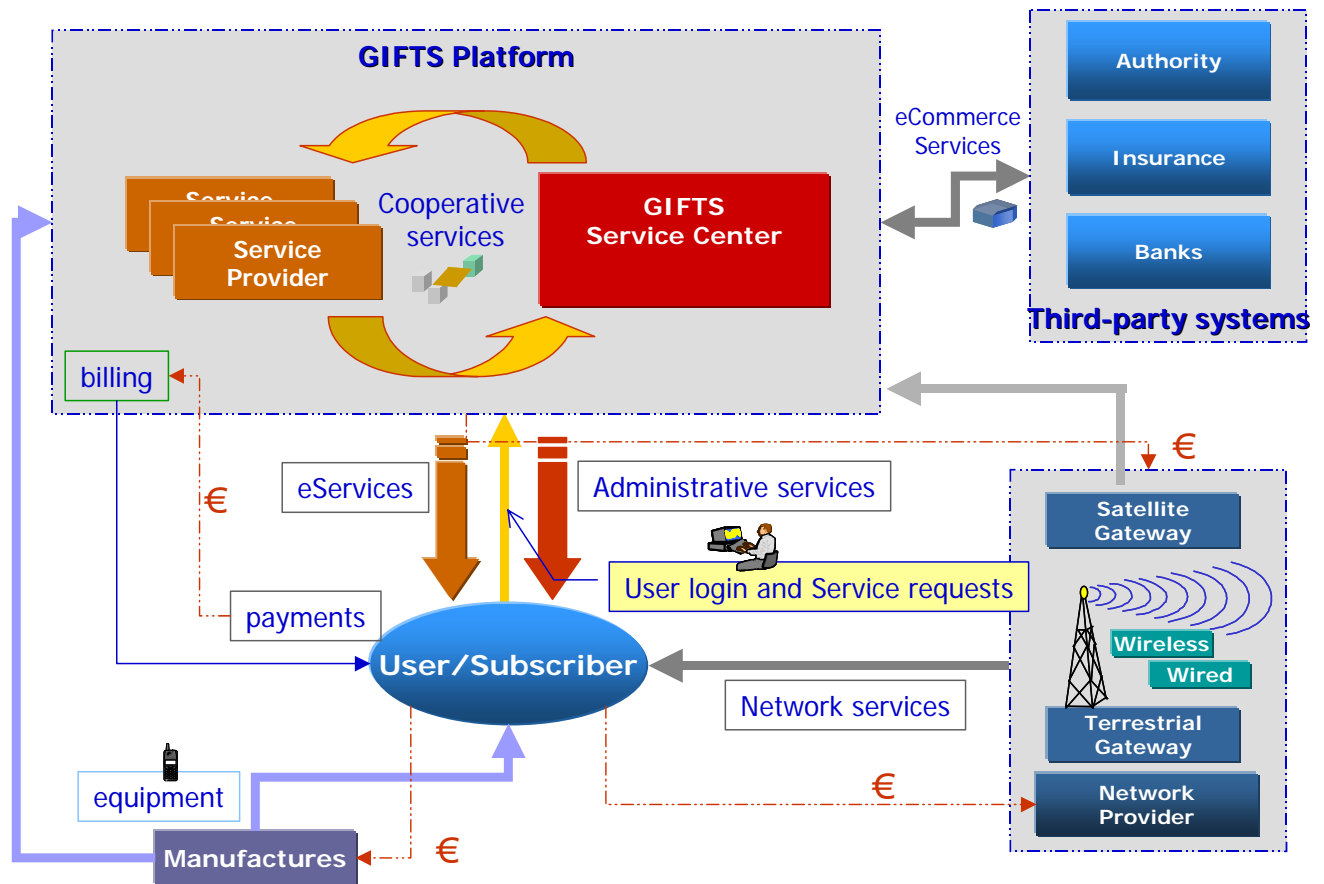 GIFTS Platform
Authority
eCommerce
Services
Insurance
Service
Service
Service
Provider
Cooperative
services
GIFTS
Service Center
Banks
Third-party systems
billing
€
eServices
Administrative services
€
Satellite
Gateway
User login and Service requests
payments
Wireless
Wired
User/Subscriber
Network services
Terrestrial
Gateway
equipment
€
Network
Provider
Manufactures
€